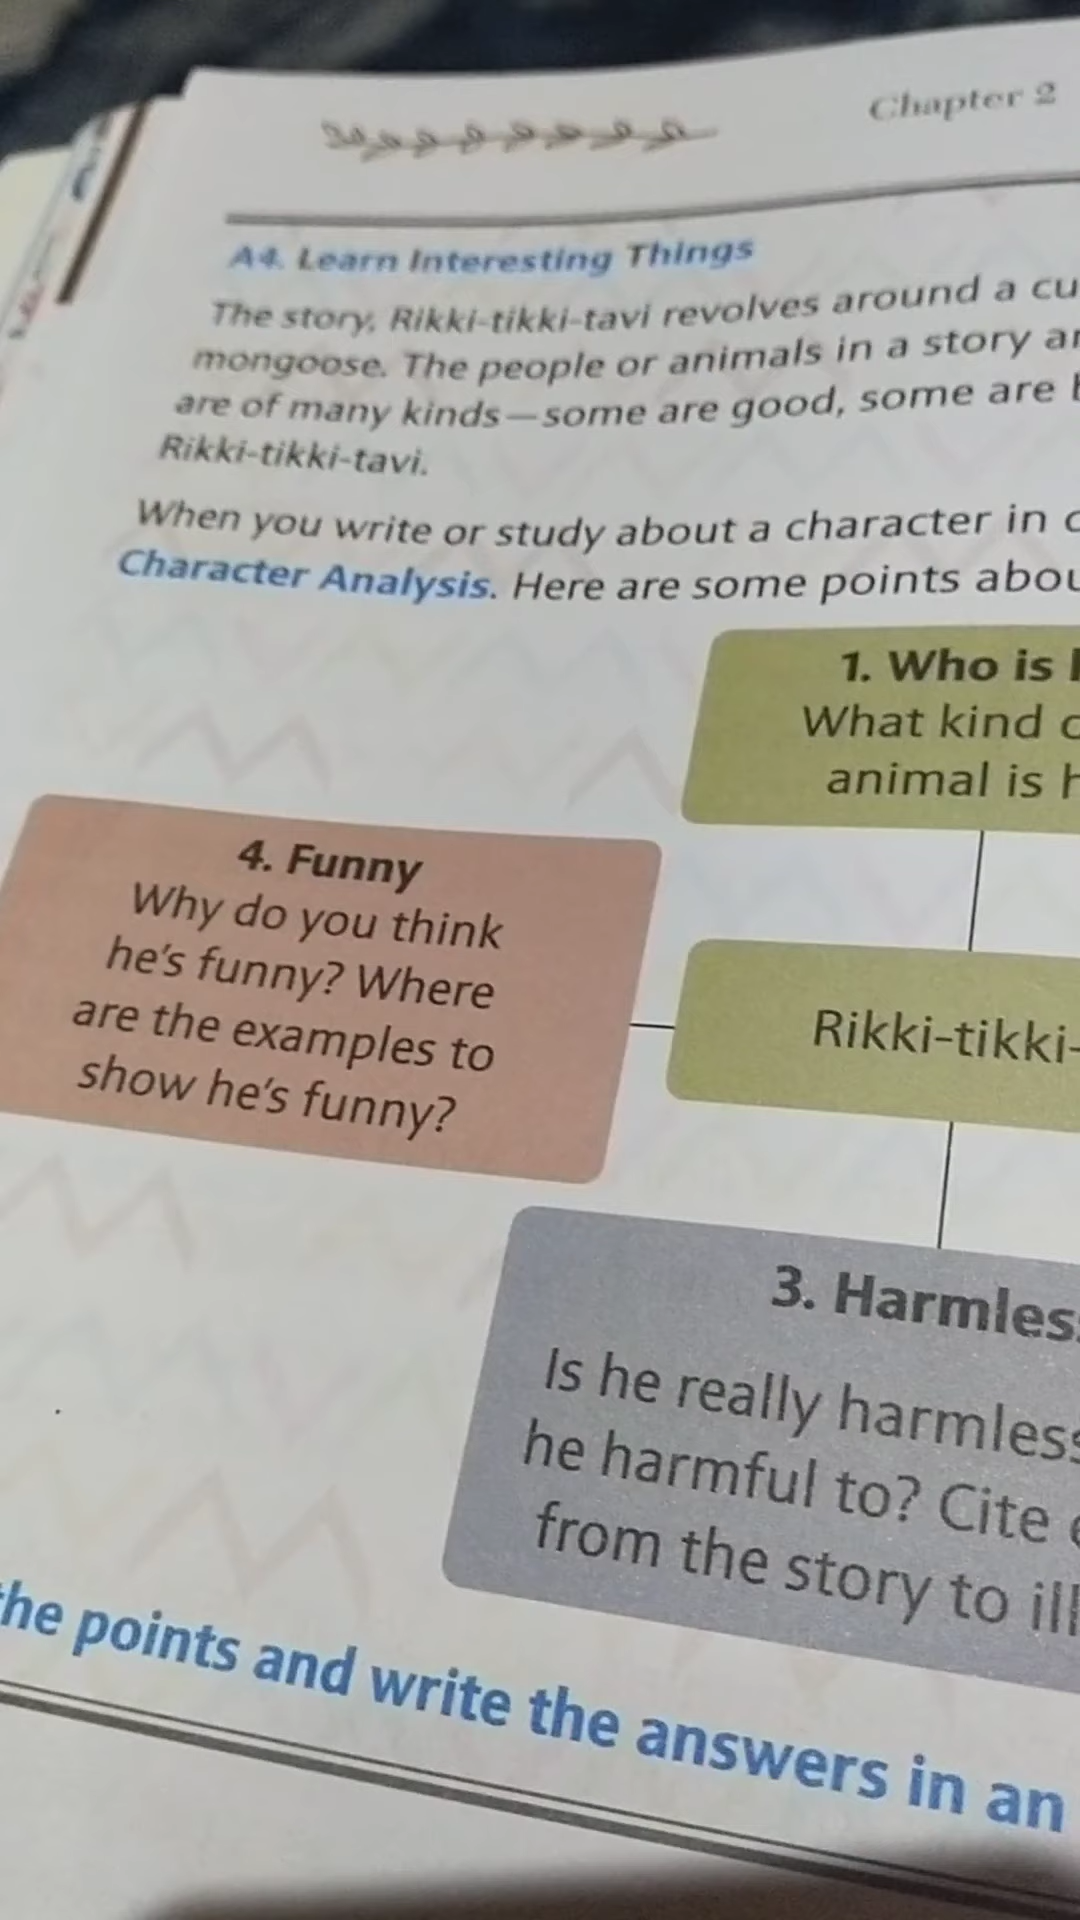 Chapter 2
A4. Learn Interesting Things
The story, Rikki-tikki-tavi revolves around a cu
mongoose. The people or animals in a story ar
are of many kinds—some are good, some are b
Rikki-tikki-tavi.
When you write or study about a character in d
Character Analysis. Here are some points abou
1. Who is
What kind o
animal is h
4. Funny
Why do you think
he's funny? Where
are the examples to
show he's funny?
Rikki-tikki-
3. Harmles
Is he really harmless
he harmful to? Cite
from the story to ill
the points and write the answers in an